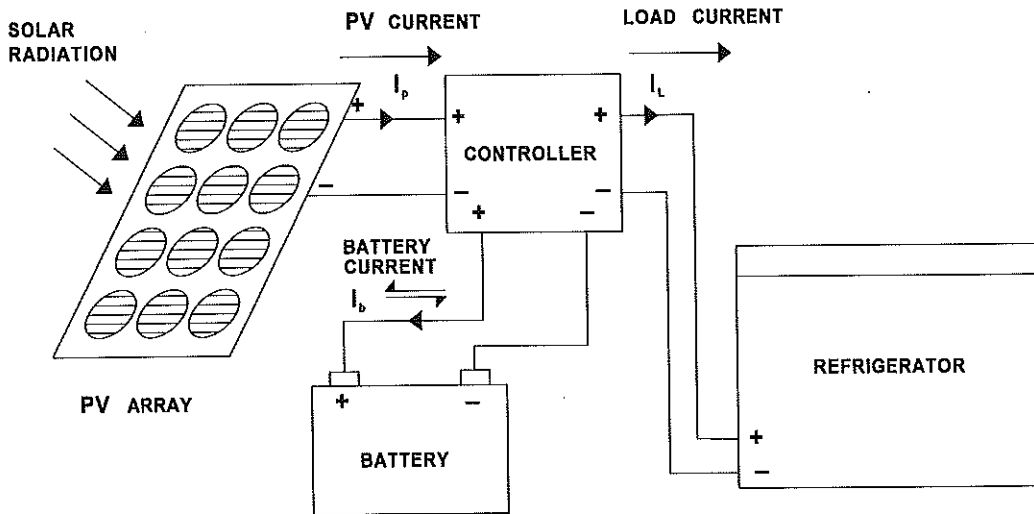 SOLAR
RADIATION
PV CURRENT
LOAD CURRENT
Ip
IL
+
+
+
−
CONTROLLER
−
−
+
−
BATTERY
CURRENT
Ib
PV ARRAY
+
−
BATTERY
REFRIGERATOR
+
−